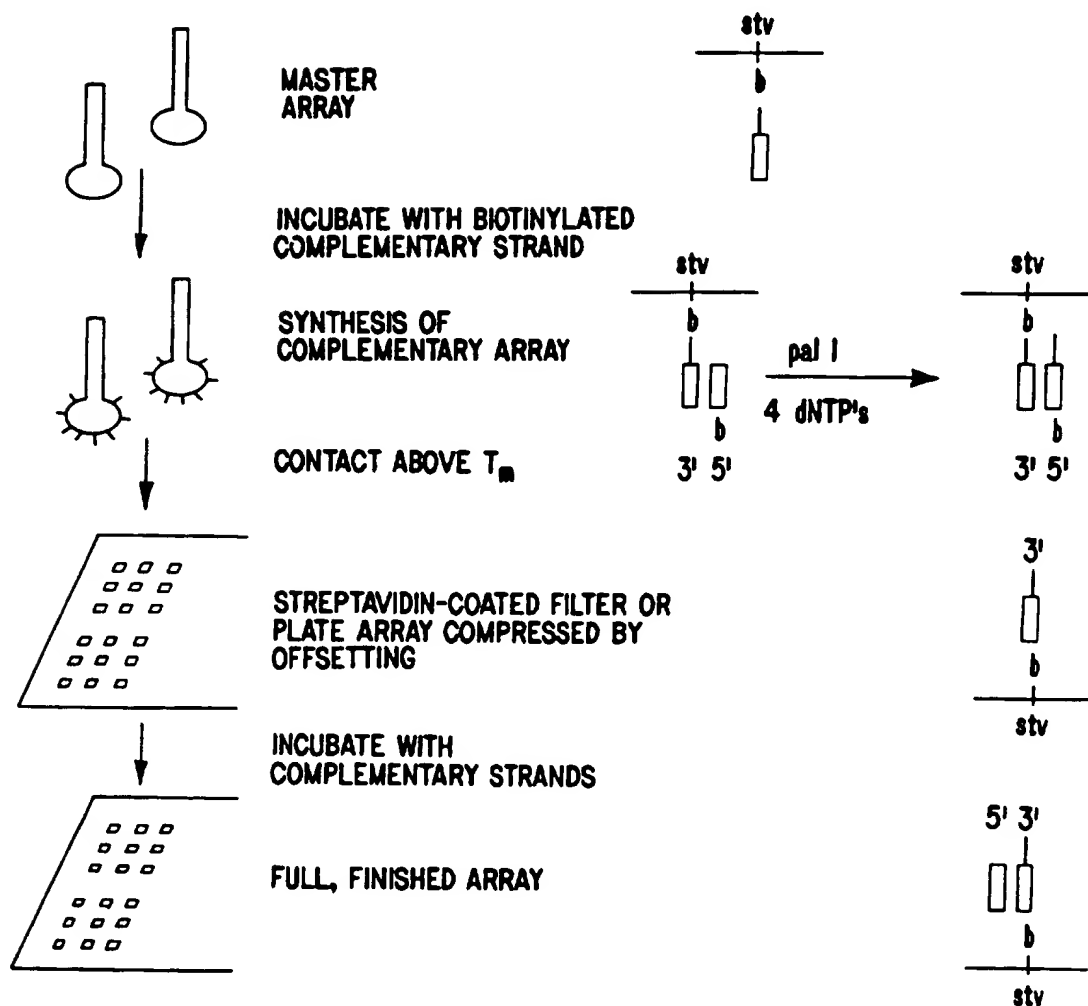 stv
MASTER
ARRAY
b
INCUBATE WITH BIOTINYLATED
COMPLEMENTARY STRAND
stv
stv
SYNTHESIS OF
COMPLEMENTARY ARRAY
b
b
pal I
4 dNTP's
b
b
CONTACT ABOVE Tm
3' 5'
3' 5'
3'
STREPTAVIDIN-COATED FILTER OR
PLATE ARRAY COMPRESSED BY
OFFSETTING
b
stv
INCUBATE WITH
COMPLEMENTARY STRANDS
5' 3'
FULL, FINISHED ARRAY
b
stv